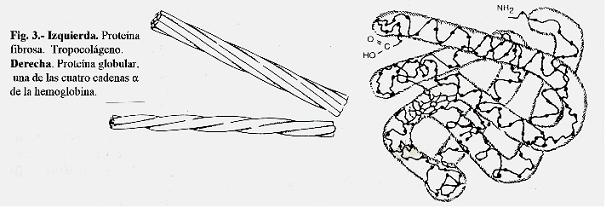 Fig. 3.- Izquierda. Proteína
fibrosa. Tropocolágeno.
Derecha. Proteína globular,
una de las cuatro cadenas α
de la hemoglobina.
NH₂
O
C
HO